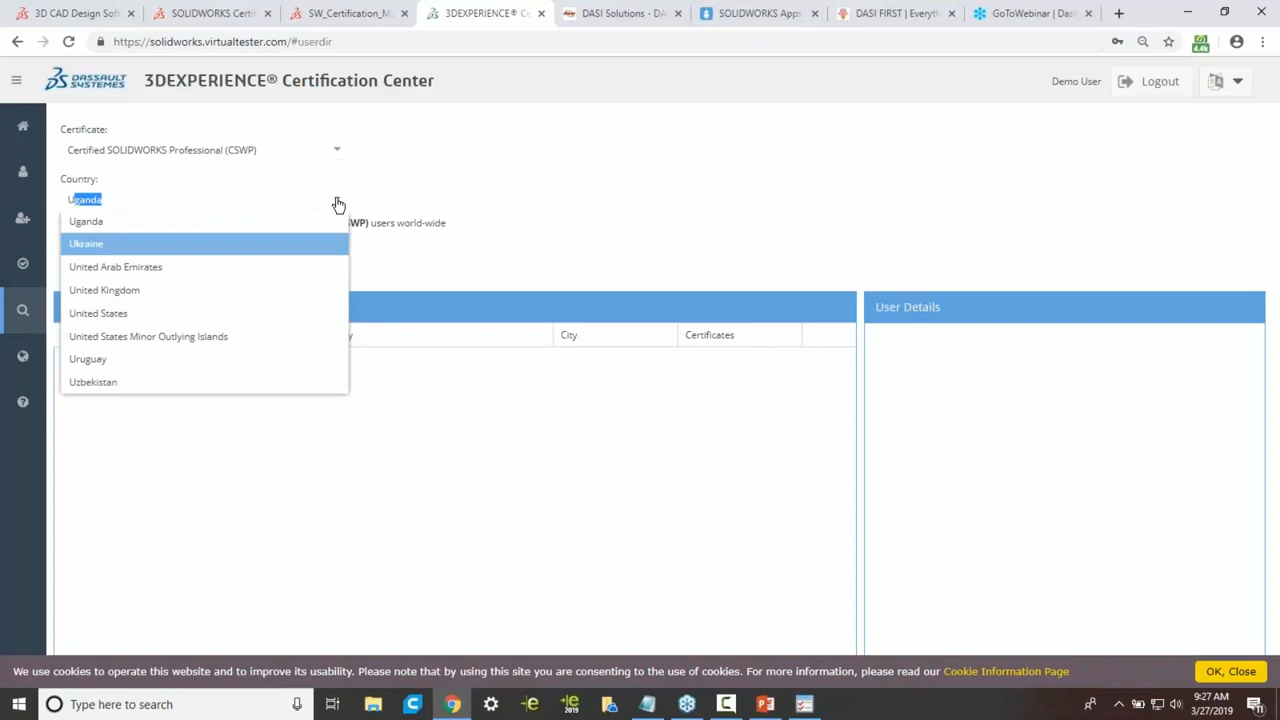 3D CAD Design Soft
SOLIDWORKS Certifi
SW_Certification_M
3DEXPERIENCE® Ce
DASI Solutions - DA
SOLIDWORKS Apps
DASI FIRST | Everyth
GoToWebinar | Dash
https://solidworks.virtualtester.com/#userdir
DASSAULT
SYSTEMES
3DEXPERIENCE® Certification Center
Demo User
Logout
Certificate:
Certified SOLIDWORKS Professional (CSWP)
Country:
Uganda
Uganda
WP) users world-wide
Ukraine
United Arab Emirates
United Kingdom
United States
United States Minor Outlying Islands
Uruguay
Uzbekistan
User Details
y
City
Certificates
We use cookies to operate this website and to improve its usability. Please note that by using this site you are consenting to the use of cookies. For more information, please read our Cookie Information Page
OK, Close
Type here to search
2019
9:27 AM
3/27/2019